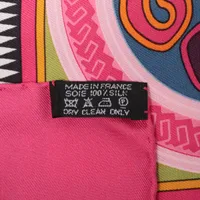 MADE IN FRANCE
SOIE 100% SILK
DRY CLEAN ONLY